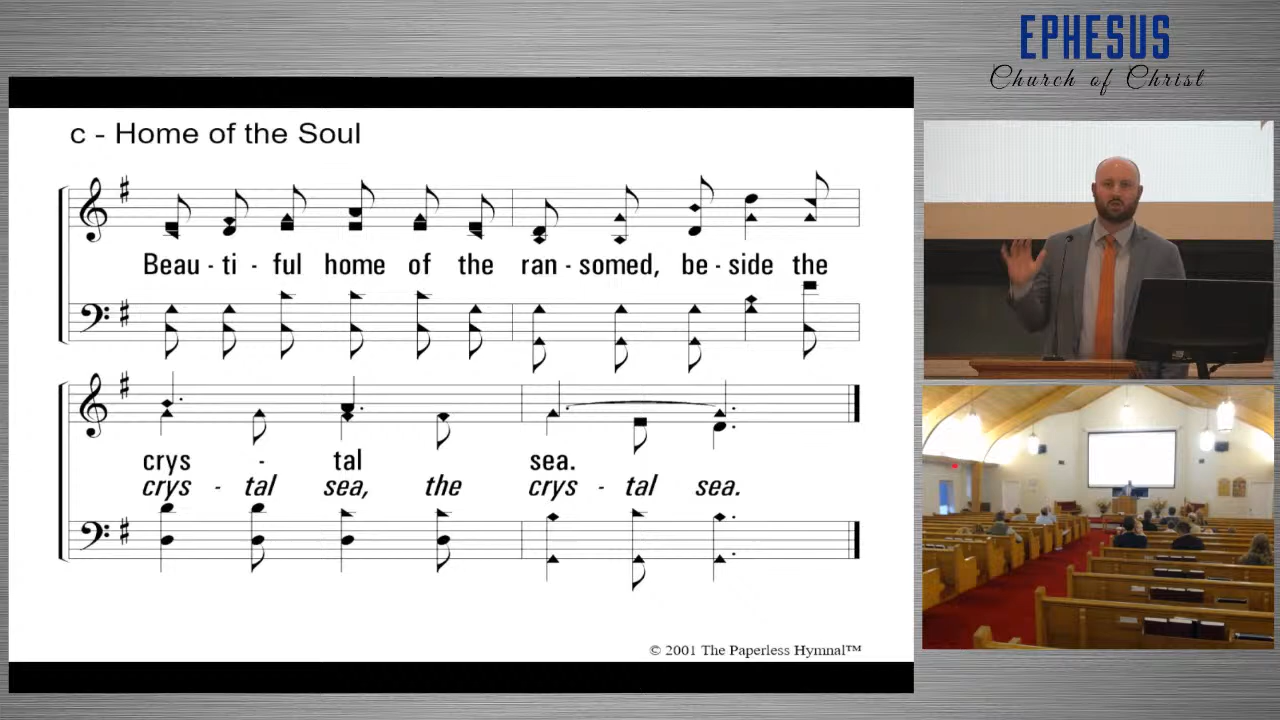 EPHESUS
Church of Christ
c - Home of the Soul
Beau - ti - ful home of the ran - somed, be - side the
crys - tal sea.
crys - tal sea, the crys - tal sea.
© 2001 The Paperless Hymnal™